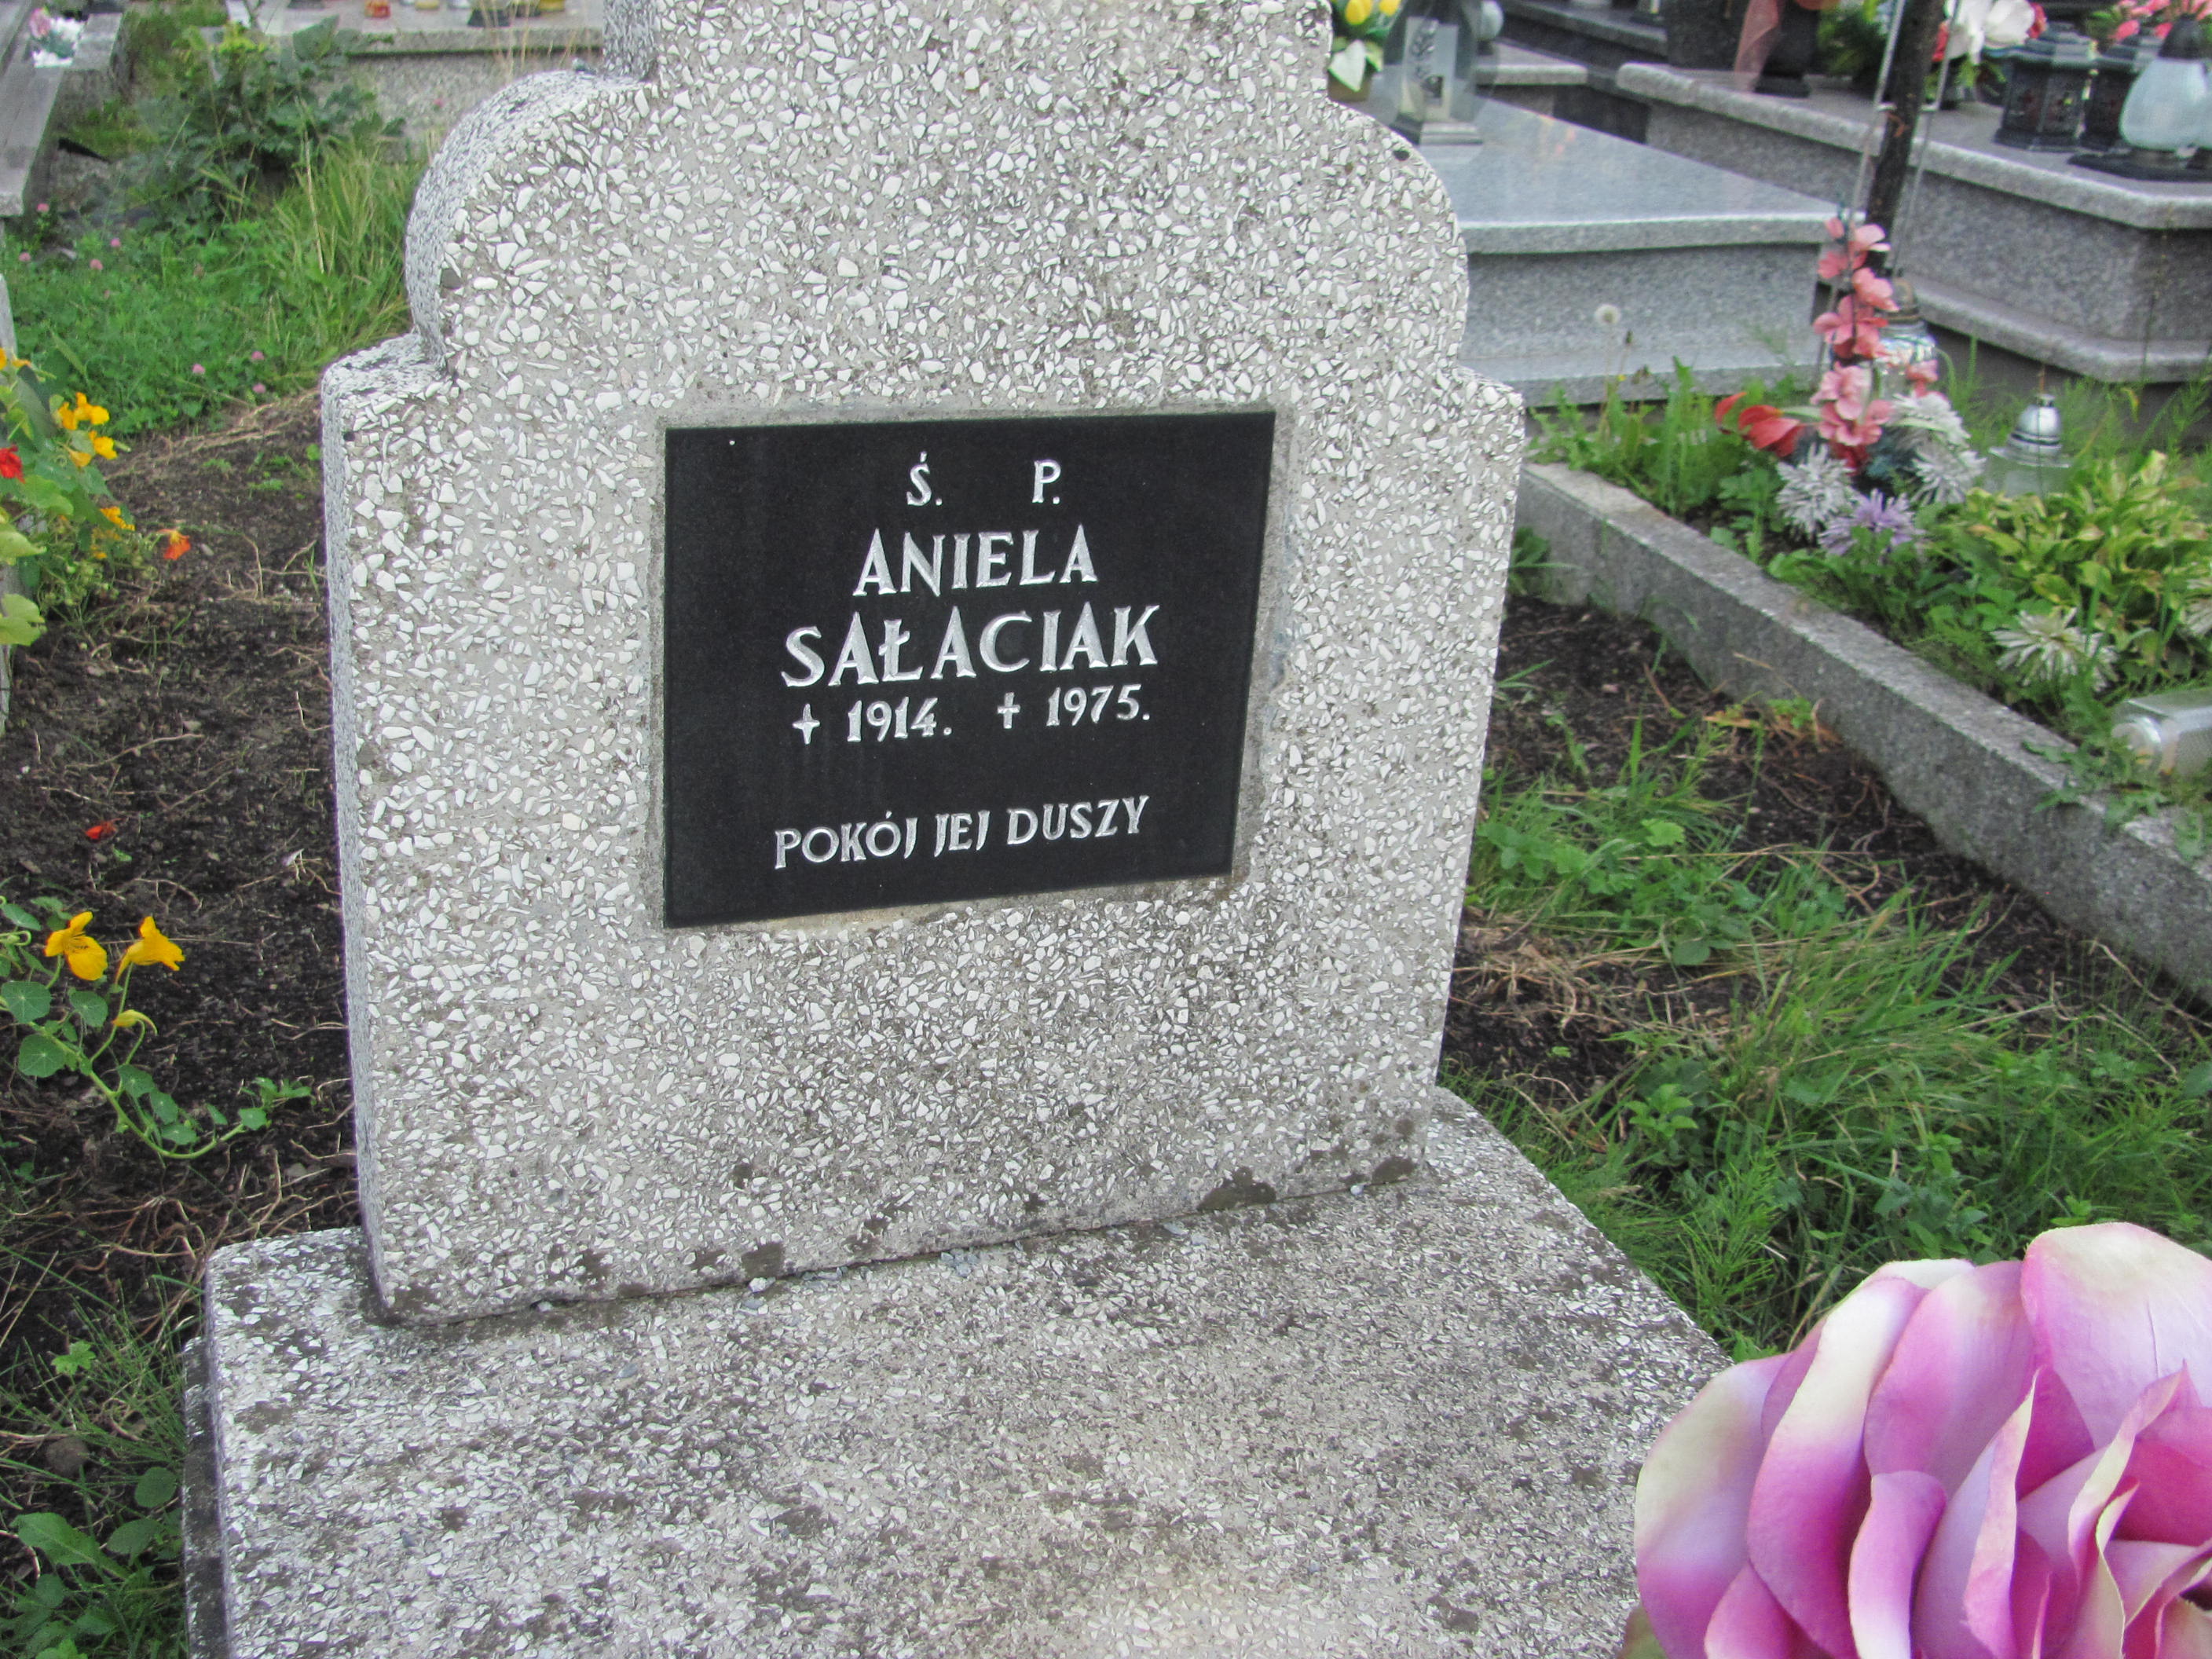 Ś. P.
ANIELA
SAŁACIAK
+ 1914. + 1975.
POKÓJ JEJ DUSZY